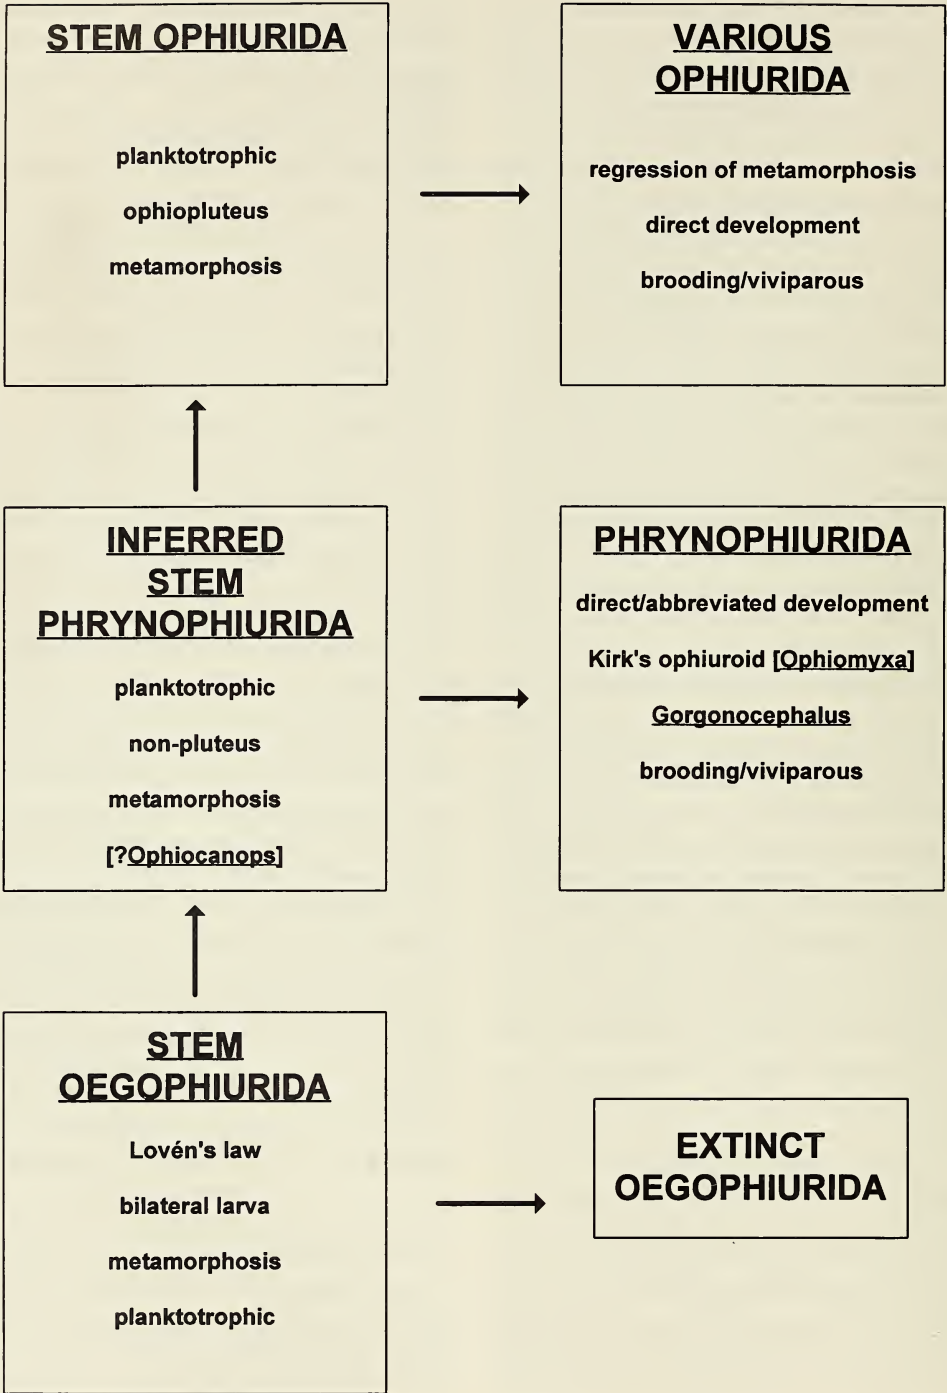 STEM OPHIURIDA
planktotrophic
ophiopluteus
metamorphosis
VARIOUS
OPHIURIDA
regression of metamorphosis
direct development
brooding/viviparous
INFERRED
STEM
PHRYNOPHIURIDA
planktotrophic
non-pluteus
metamorphosis
[?Ophiocanops]
PHRYNOPHIURIDA
direct/abbreviated development
Kirk's ophiuroid [Ophiomyxa]
Gorgonocephalus
brooding/viviparous
STEM
OEGOPHIURIDA
Lovén's law
bilateral larva
metamorphosis
planktotrophic
EXTINCT
OEGOPHIURIDA